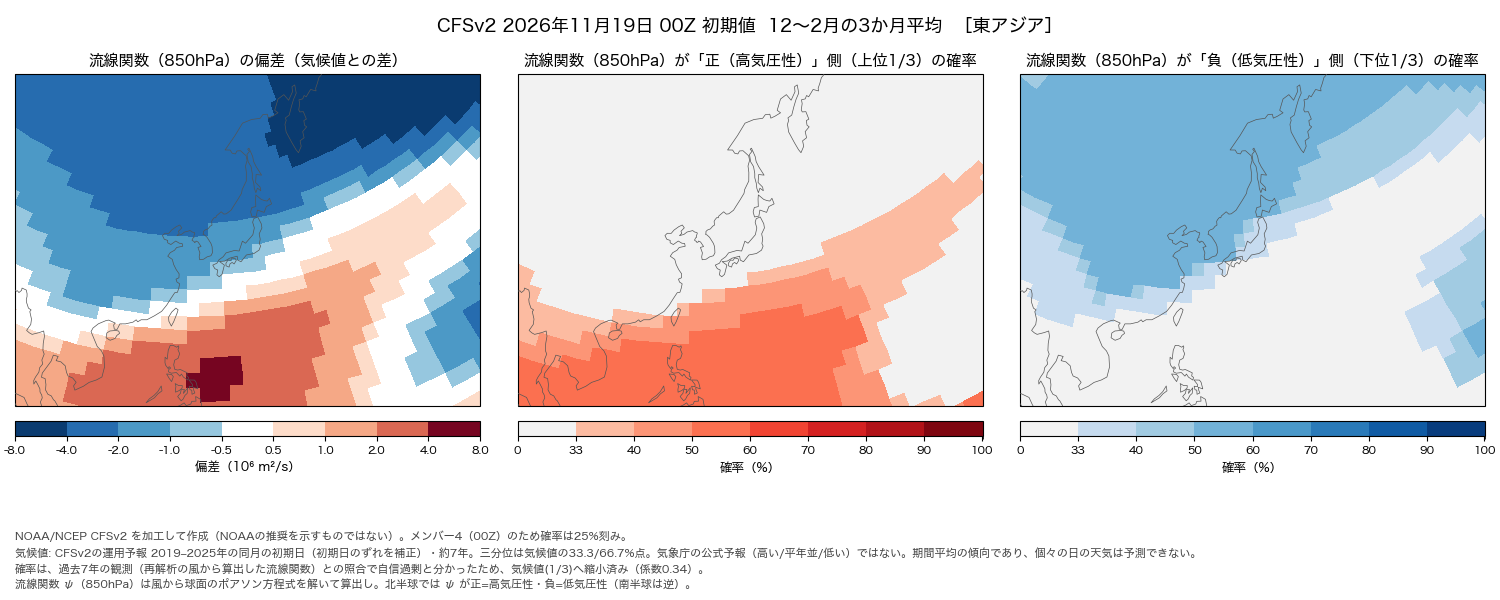 CFSv2 2026年11月19日 00Z 初期値 12～2月の3か月平均 ［東アジア］
流線関数（850hPa）の偏差（気候値との差）
流線関数（850hPa）が「正（高気圧性）」側（上位1/3）の確率
流線関数（850hPa）が「負（低気圧性）」側（下位1/3）の確率
-8.0 -4.0 -2.0 -1.0 -0.5 0.5 1.0 2.0 4.0 8.0
偏差（10⁶ m²/s）
0 33 40 50 60 70 80 90 100
確率（%）
0 33 40 50 60 70 80 90 100
確率（%）
NOAA/NCEP CFSv2 を加工して作成（NOAAの推奨を示すものではない）。メンバー4（00Z）のため確率は25%刻み。
気候値: CFSv2の運用予報 2019–2025年の同月の初期日（初期日のずれを補正）・約7年。三分位は気候値の33.3/66.7%点。気象庁の公式予報（高い/平年並/低い）ではない。期間平均の傾向であり、個々の日の天気は予測できない。
確率は、過去7年の観測（再解析の風から算出した流線関数）との照合で自信過剰と分かったため、気候値(1/3)へ縮小済み（係数0.34）。
流線関数 ψ（850hPa）は風から球面のポアソン方程式を解いて算出し。北半球では ψ が正=高気圧性・負=低気圧性（南半球は逆）。